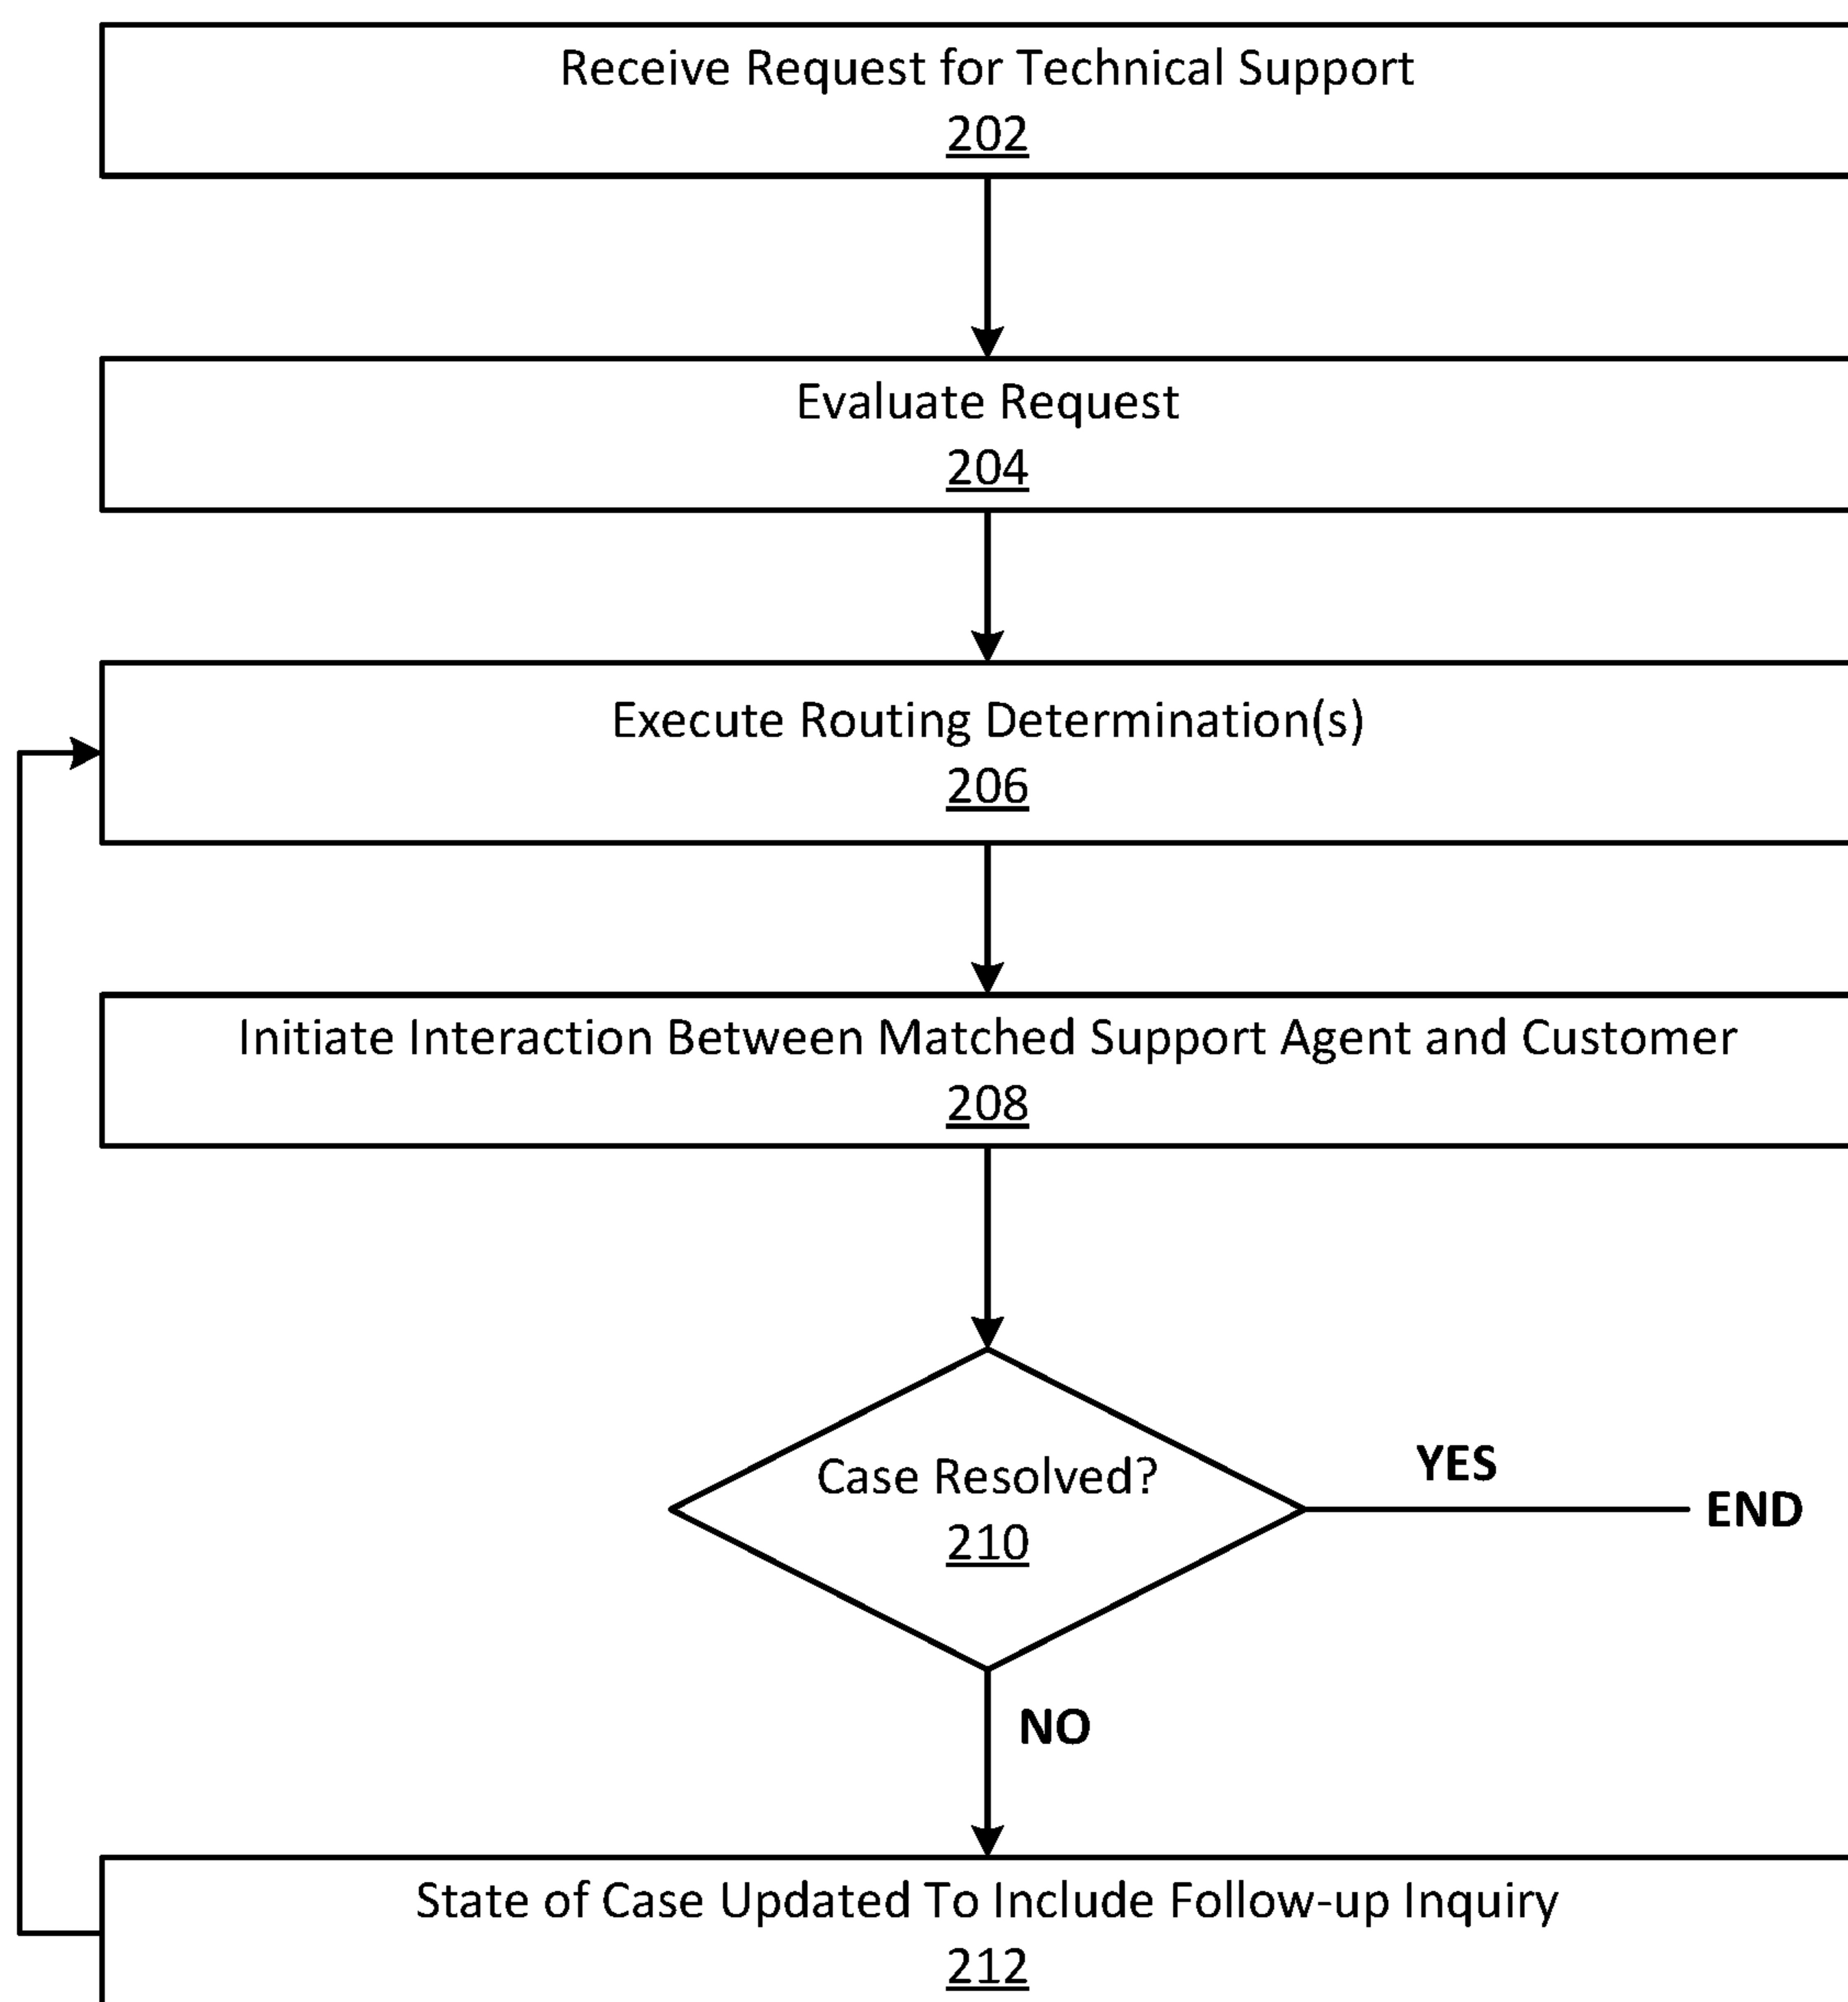 Receive Request for Technical Support
202
Evaluate Request
204
Execute Routing Determination(s)
206
Initiate Interaction Between Matched Support Agent and Customer
208
Case Resolved?
210
YES
END
NO
State of Case Updated To Include Follow-up Inquiry
212